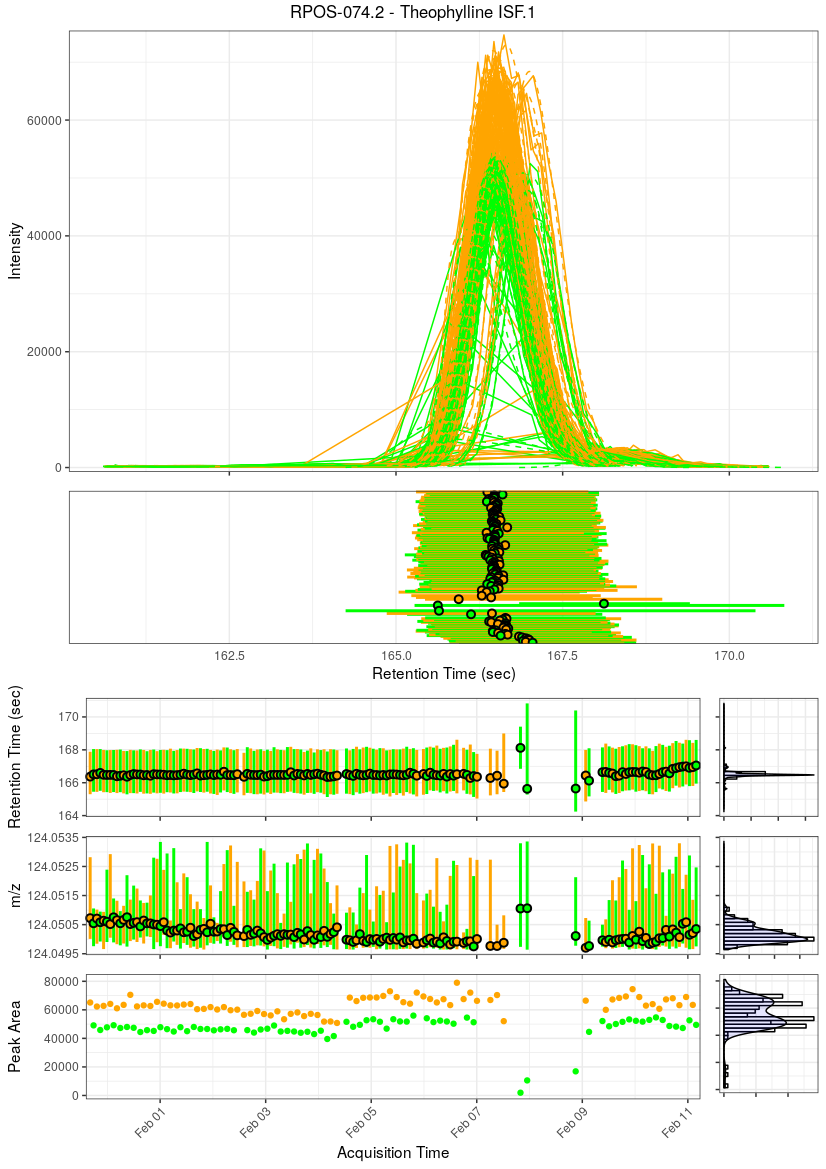 RPOS-074.2 - Theophylline ISF.1
Intensity
60000
40000
20000
0
162.5
165.0
167.5
170.0
Retention Time (sec)
Retention Time (sec)
170
168
166
164
m/z
124.0535
124.0525
124.0515
124.0505
124.0495
Peak Area
80000
60000
40000
20000
0
Feb 01
Feb 03
Feb 05
Feb 07
Feb 09
Feb 11
Acquisition Time